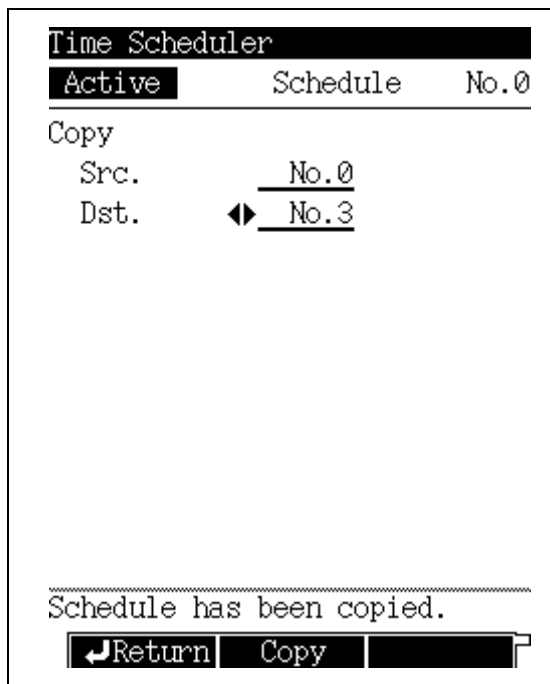 Time Scheduler
Active Schedule No.0
Copy
Src. No.0
Dst. No.3
Schedule has been copied.
Return Copy